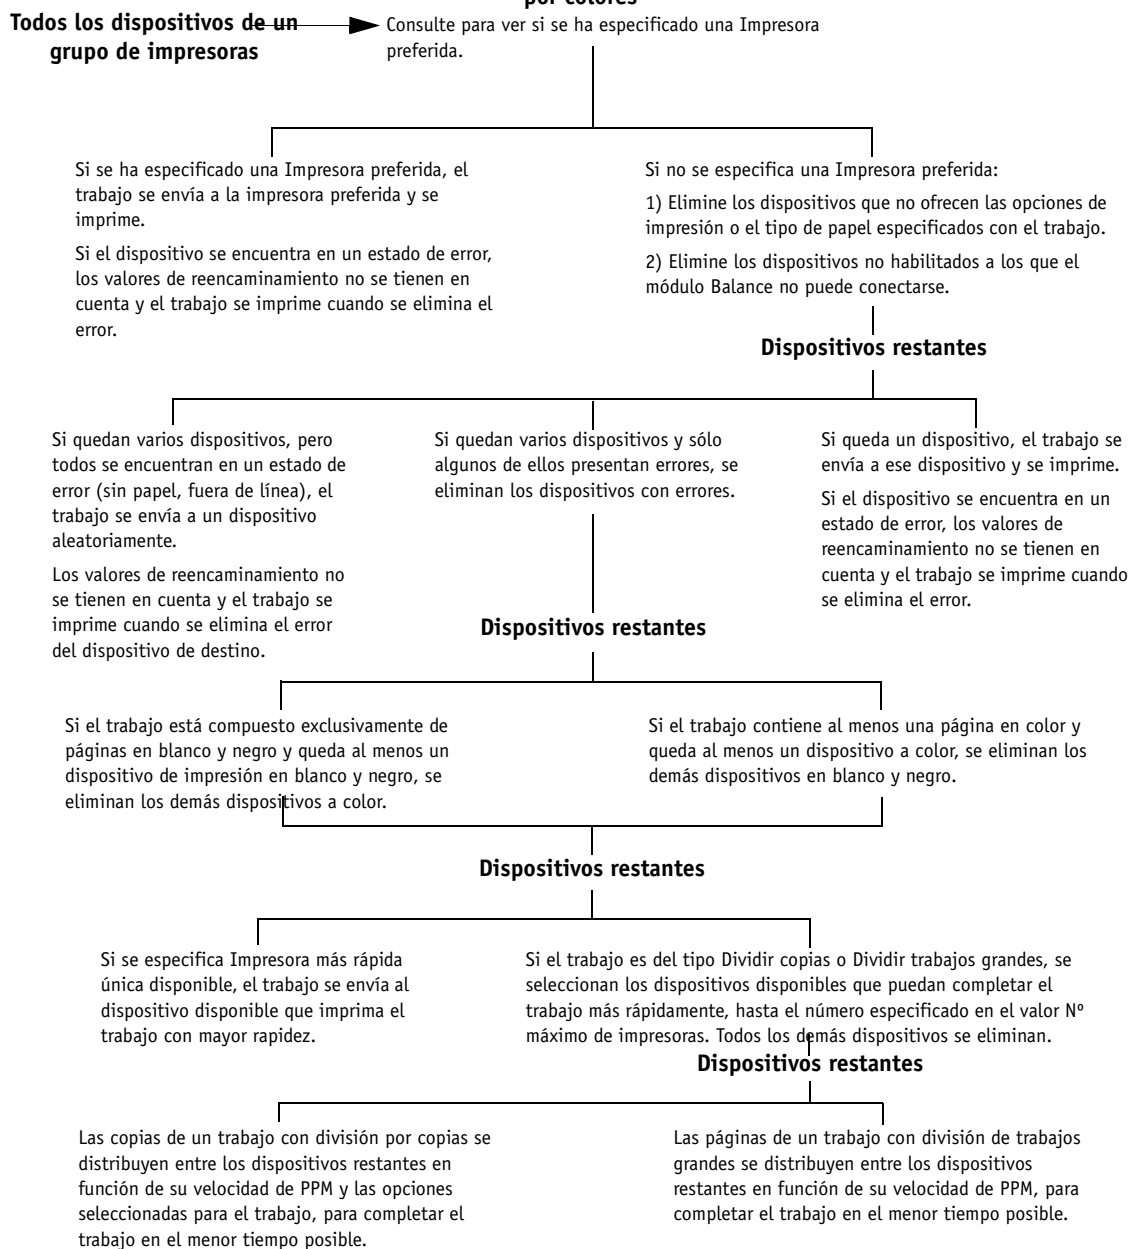 por colores
Todos los dispositivos de un
grupo de impresoras
Consulte para ver si se ha especificado una Impresora
preferida.
Si se ha especificado una Impresora preferida, el
trabajo se envía a la impresora preferida y se
imprime.
Si el dispositivo se encuentra en un estado de error,
los valores de reencaminamiento no se tienen en
cuenta y el trabajo se imprime cuando se elimina el
error.
Si no se especifica una Impresora preferida:
1) Elimine los dispositivos que no ofrecen las opciones de
impresión o el tipo de papel especificados con el trabajo.
2) Elimine los dispositivos no habilitados a los que el
módulo Balance no puede conectarse.
Dispositivos restantes
Si quedan varios dispositivos, pero
todos se encuentran en un estado de
error (sin papel, fuera de línea), el
trabajo se envía a un dispositivo
aleatoriamente.
Los valores de reencaminamiento no
se tienen en cuenta y el trabajo se
imprime cuando se elimina el error
del dispositivo de destino.
Si quedan varios dispositivos y sólo
algunos de ellos presentan errores, se
eliminan los dispositivos con errores.
Si queda un dispositivo, el trabajo se
envía a ese dispositivo y se imprime.
Si el dispositivo se encuentra en un
estado de error, los valores de
reencaminamiento no se tienen en
cuenta y el trabajo se imprime cuando
se elimina el error.
Dispositivos restantes
Si el trabajo está compuesto exclusivamente de
páginas en blanco y negro y queda al menos un
dispositivo de impresión en blanco y negro, se
eliminan los demás dispositivos a color.
Si el trabajo contiene al menos una página en color y
queda al menos un dispositivo a color, se eliminan los
demás dispositivos en blanco y negro.
Dispositivos restantes
Si se especifica Impresora más rápida
única disponible, el trabajo se envía al
dispositivo disponible que imprima el
trabajo con mayor rapidez.
Si el trabajo es del tipo Dividir copias o Dividir trabajos grandes, se
seleccionan los dispositivos disponibles que puedan completar el
trabajo más rápidamente, hasta el número especificado en el valor Nº
máximo de impresoras. Todos los demás dispositivos se eliminan.
Dispositivos restantes
Las copias de un trabajo con división por copias se
distribuyen entre los dispositivos restantes en
función de su velocidad de PPM y las opciones
seleccionadas para el trabajo, para completar el
trabajo en el menor tiempo posible.
Las páginas de un trabajo con división de trabajos
grandes se distribuyen entre los dispositivos
restantes en función de su velocidad de PPM, para
completar el trabajo en el menor tiempo posible.